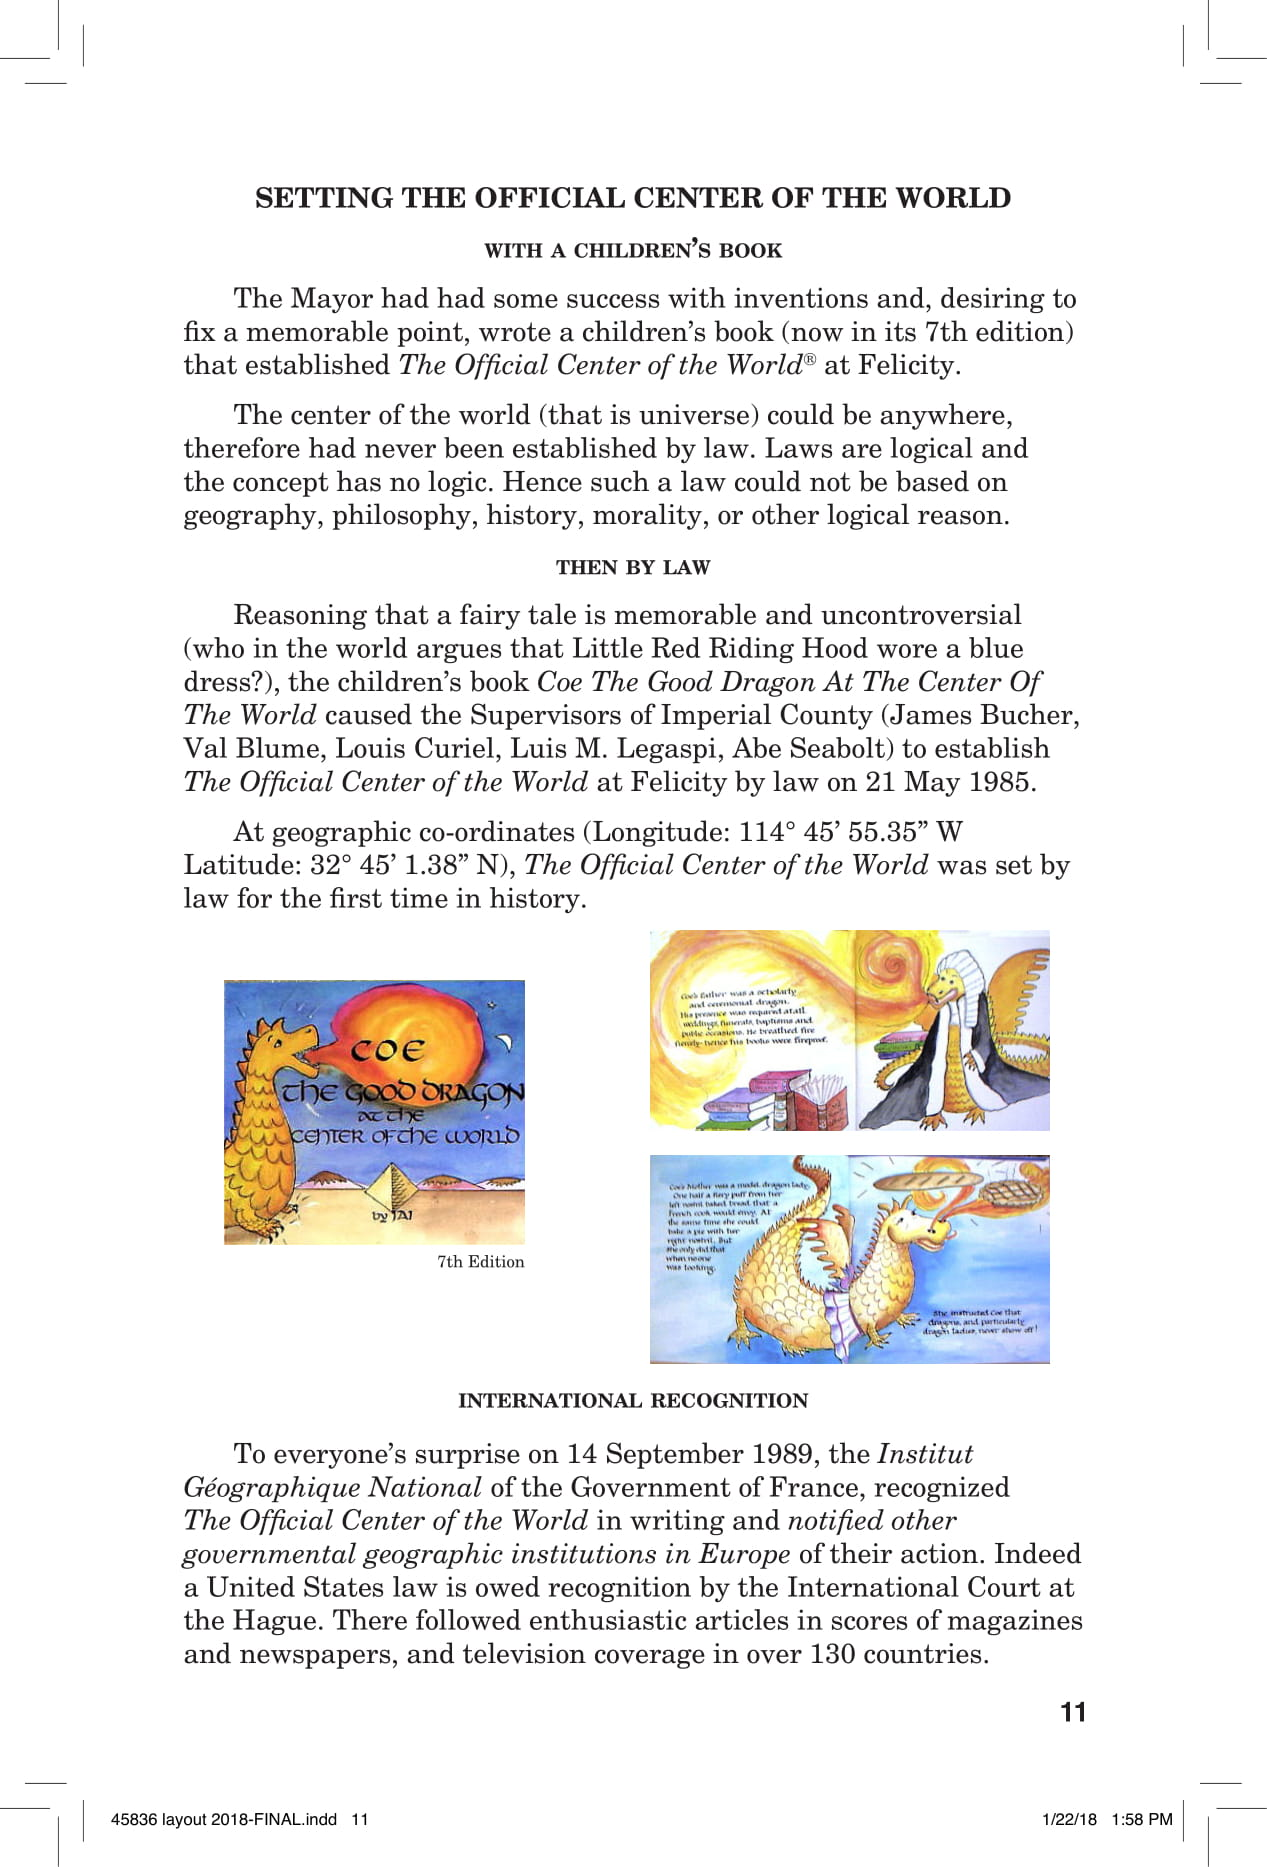 SETTING THE OFFICIAL CENTER OF THE WORLD
WITH A CHILDREN’S BOOK
The Mayor had had some success with inventions and, desiring to
fix a memorable point, wrote a children’s book (now in its 7th edition)
that established The Official Center of the World® at Felicity.
The center of the world (that is universe) could be anywhere,
therefore had never been established by law. Laws are logical and
the concept has no logic. Hence such a law could not be based on
geography, philosophy, history, morality, or other logical reason.
THEN BY LAW
Reasoning that a fairy tale is memorable and uncontroversial
(who in the world argues that Little Red Riding Hood wore a blue
dress?), the children’s book Coe The Good Dragon At The Center Of
The World caused the Supervisors of Imperial County (James Bucher,
Val Blume, Louis Curiel, Luis M. Legaspi, Abe Seabolt) to establish
The Official Center of the World at Felicity by law on 21 May 1985.
At geographic co-ordinates (Longitude: 114° 45’ 55.35” W
Latitude: 32° 45’ 1.38” N), The Official Center of the World was set by
law for the first time in history.
COE
THE GOOD DRAGON
AT THE
CENTER OF THE WORLD
by JAI
7th Edition
Coe's father was a scholarly
and ceremonial dragon.
His presence was required at all
weddings, funerals, baptisms and
public occasions. He breathed fire
fiercely- hence his books were fireproof.
Coe's Mother was a model dragon lady.
One half a fiery puff from her
left nostril baked bread that a
French cook would envy. At
the same time she could
bake a pie with her
right nostril. But
she only did that
when no one
was looking.
She instructed Coe that
dragons, and particularly
dragon ladies, never show off!
INTERNATIONAL RECOGNITION
To everyone’s surprise on 14 September 1989, the Institut
Géographique National of the Government of France, recognized
The Official Center of the World in writing and notified other
governmental geographic institutions in Europe of their action. Indeed
a United States law is owed recognition by the International Court at
the Hague. There followed enthusiastic articles in scores of magazines
and newspapers, and television coverage in over 130 countries.
11
45836 layout 2018-FINAL.indd 11
1/22/18 1:58 PM